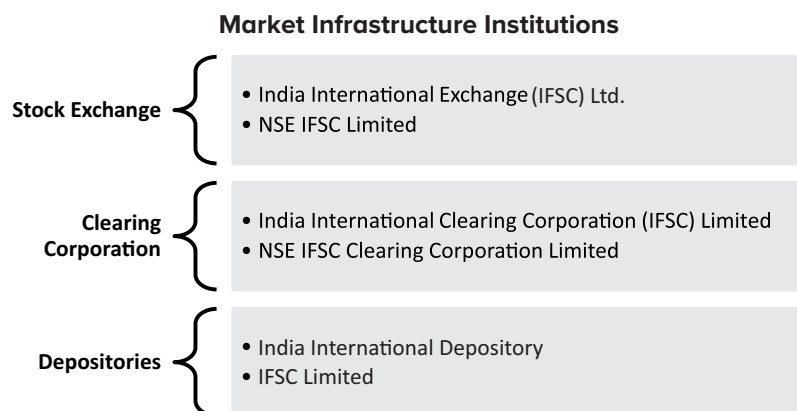 Market Infrastructure Institutions
Stock Exchange
• India International Exchange (IFSC) Ltd.
• NSE IFSC Limited
Clearing
Corporation
• India International Clearing Corporation (IFSC) Limited
• NSE IFSC Clearing Corporation Limited
Depositories
• India International Depository
• IFSC Limited